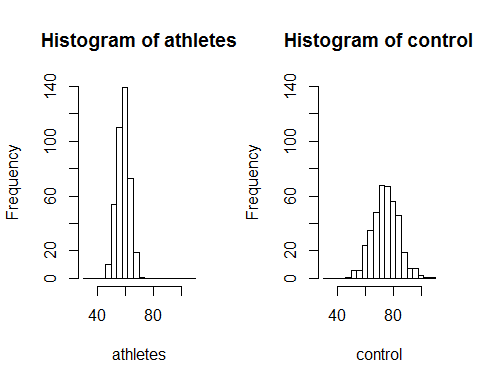 Histogram of athletes
Frequency
0 20 60 100 140
40 80
athletes
Histogram of control
Frequency
0 20 60 100 140
40 80
control